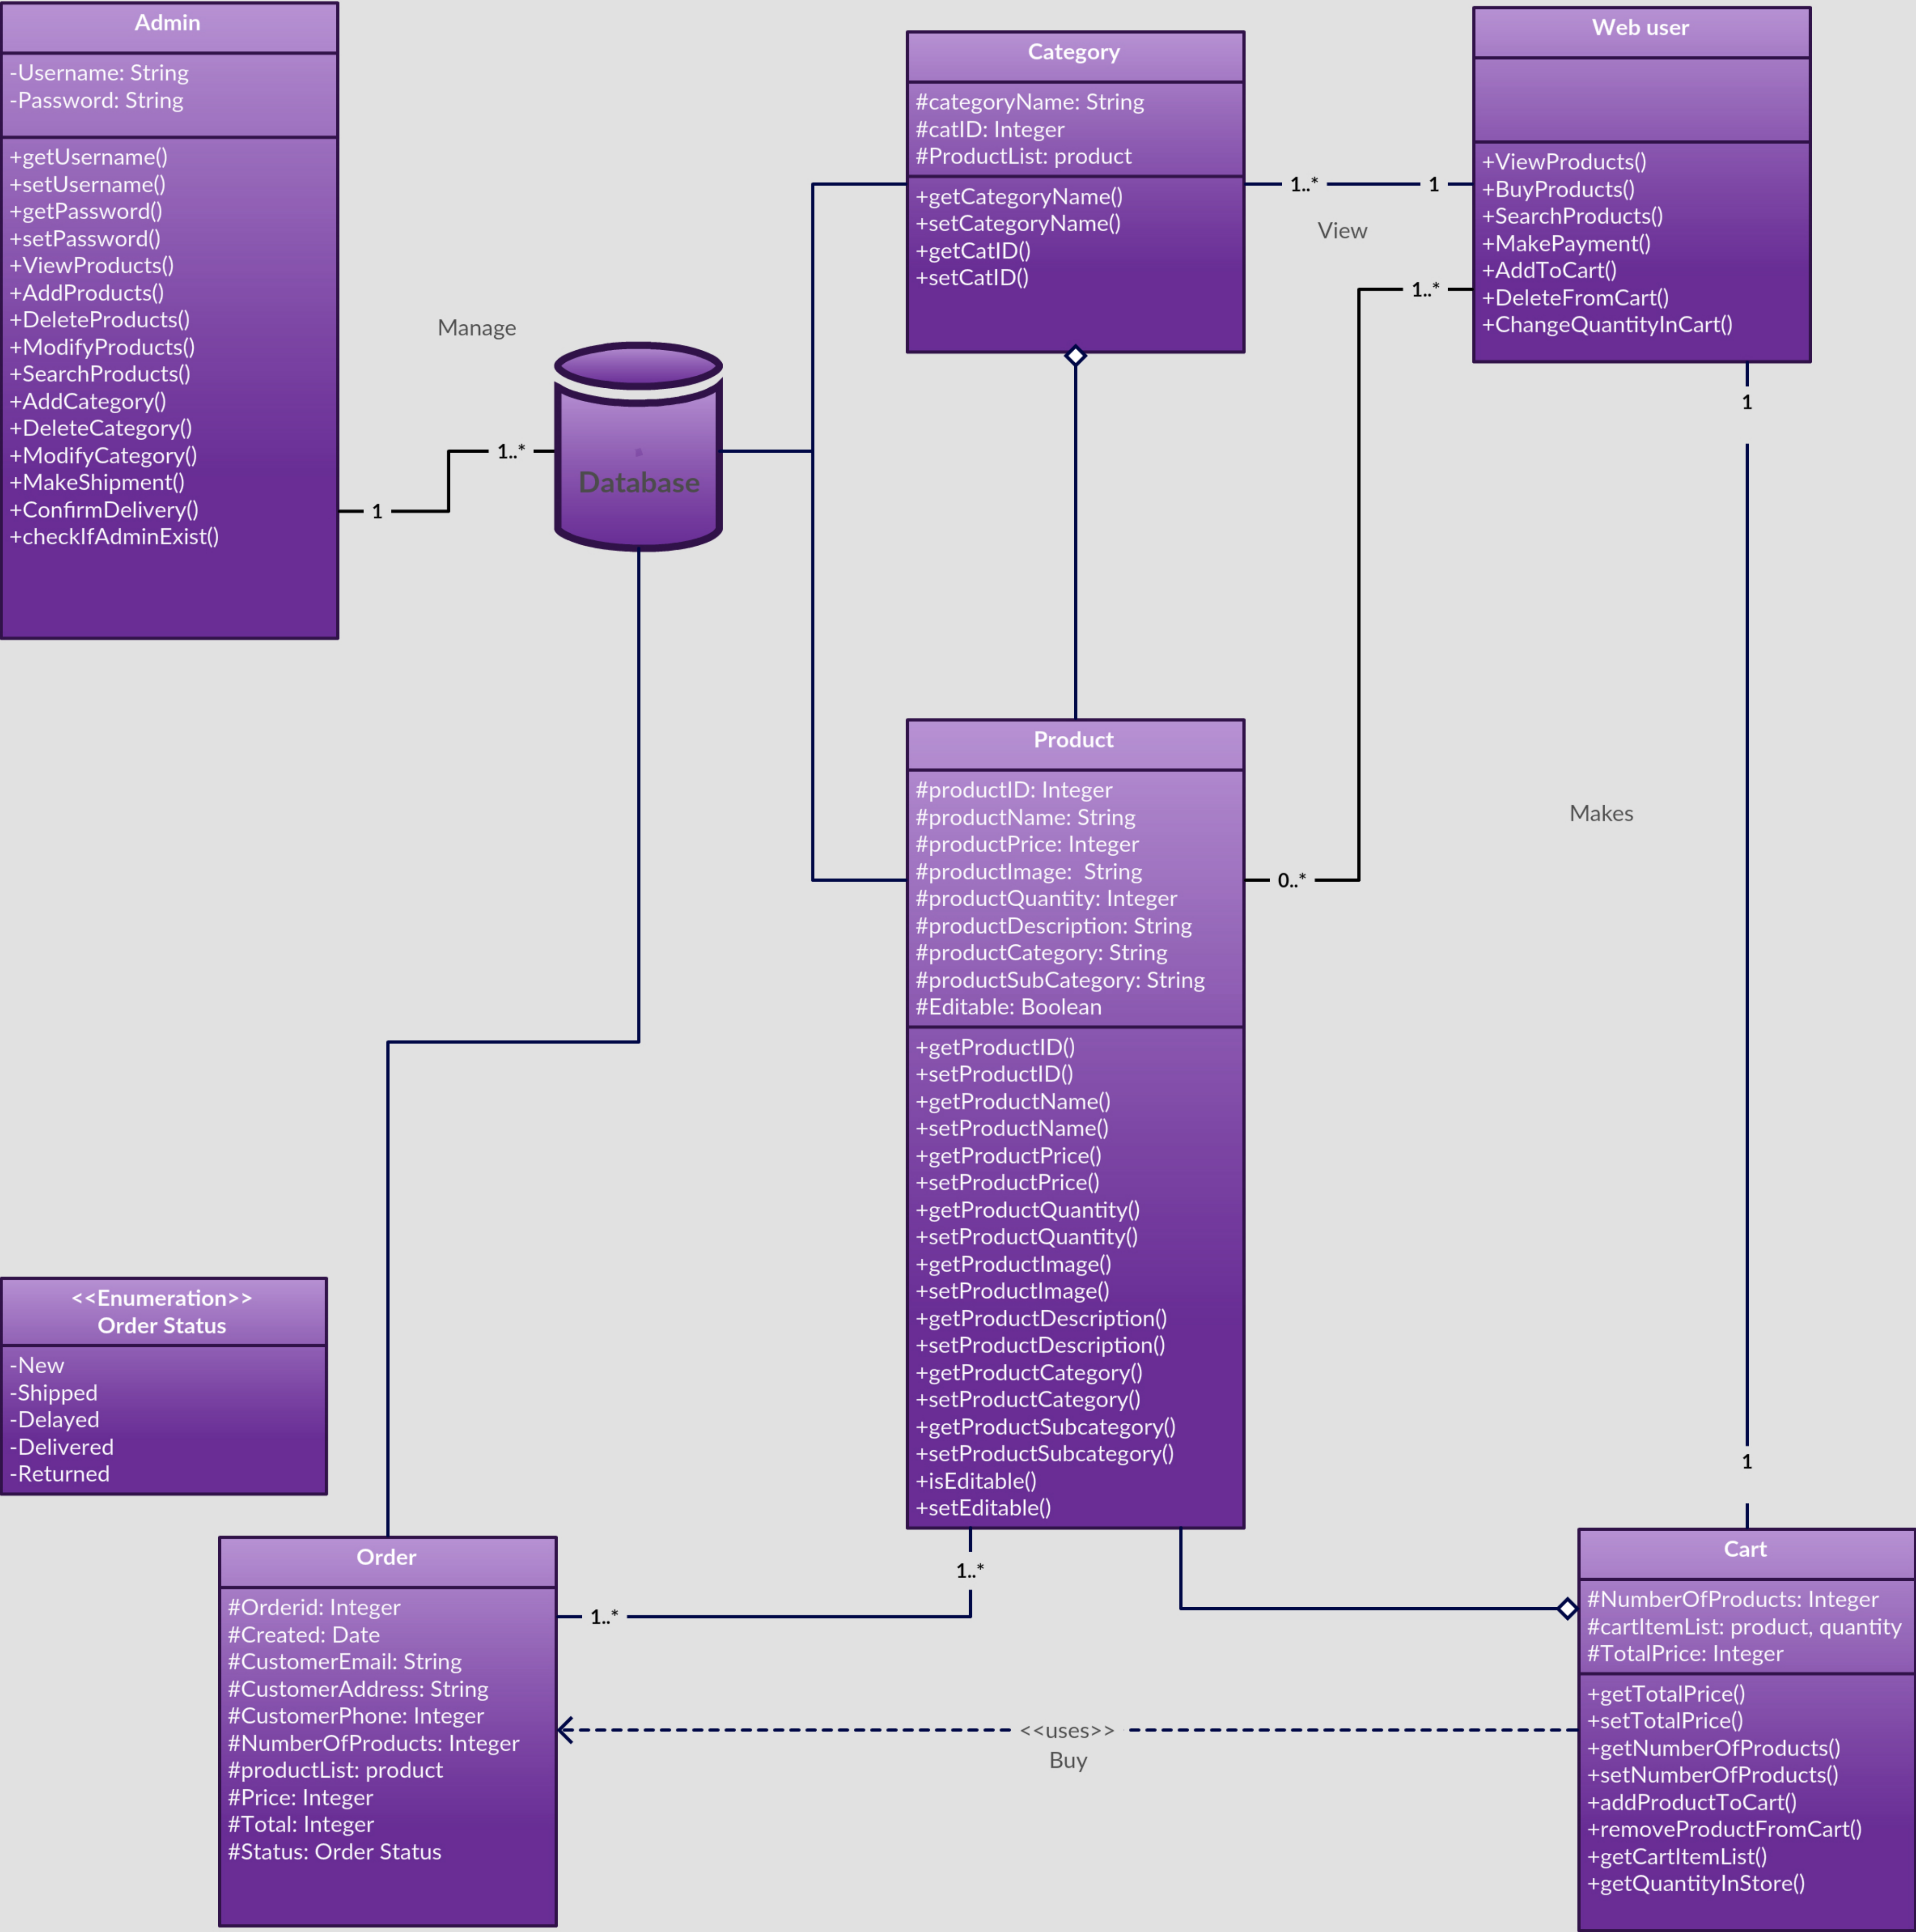 Admin
-Username: String
-Password: String
+getUsername()
+setUsername()
+getPassword()
+setPassword()
+ViewProducts()
+AddProducts()
+DeleteProducts()
+ModifyProducts()
+SearchProducts()
+AddCategory()
+DeleteCategory()
+ModifyCategory()
+MakeShipment()
+ConfirmDelivery()
+checkIfAdminExist()
1
Manage
1..*
Database
Category
#categoryName: String
#catID: Integer
#ProductList: product
+getCategoryName()
+setCategoryName()
+getCatID()
+setCatID()
1..*
1
View
1..*
Web user
+ViewProducts()
+BuyProducts()
+SearchProducts()
+MakePayment()
+AddToCart()
+DeleteFromCart()
+ChangeQuantityInCart()
1
Makes
1
Product
#productID: Integer
#productName: String
#productPrice: Integer
#productImage:  String
#productQuantity: Integer
#productDescription: String
#productCategory: String
#productSubCategory: String
#Editable: Boolean
+getProductID()
+setProductID()
+getProductName()
+setProductName()
+getProductPrice()
+setProductPrice()
+getProductQuantity()
+setProductQuantity()
+getProductImage()
+setProductImage()
+getProductDescription()
+setProductDescription()
+getProductCategory()
+setProductCategory()
+getProductSubcategory()
+setProductSubcategory()
+isEditable()
+setEditable()
0..*
1..*
1..*
<<Enumeration>>
Order Status
-New
-Shipped
-Delayed
-Delivered
-Returned
Order
#Orderid: Integer
#Created: Date
#CustomerEmail: String
#CustomerAddress: String
#CustomerPhone: Integer
#NumberOfProducts: Integer
#productList: product
#Price: Integer
#Total: Integer
#Status: Order Status
<<uses>>
Buy
Cart
#NumberOfProducts: Integer
#cartItemList: product, quantity
#TotalPrice: Integer
+getTotalPrice()
+setTotalPrice()
+getNumberOfProducts()
+setNumberOfProducts()
+addProductToCart()
+removeProductFromCart()
+getCartItemList()
+getQuantityInStore()